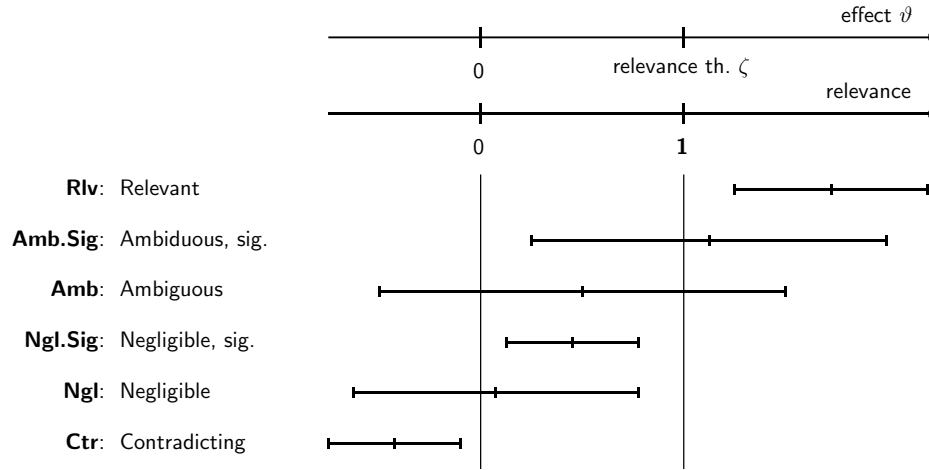 effect ϑ
0 relevance th. ζ
relevance
0 1
Rlv: Relevant
Amb.Sig: Ambiduous, sig.
Amb: Ambiguous
Ngl.Sig: Negligible, sig.
Ngl: Negligible
Ctr: Contradicting